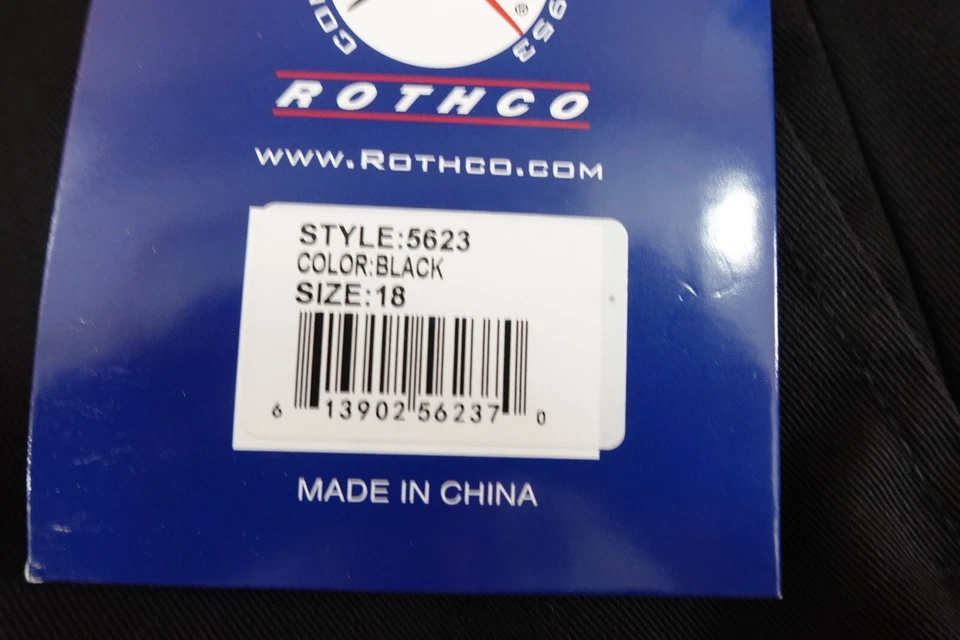 ROTHCO
www.Rothco.com
STYLE:5623
COLOR:BLACK
SIZE:18
6 13902 56237 0
MADE IN CHINA